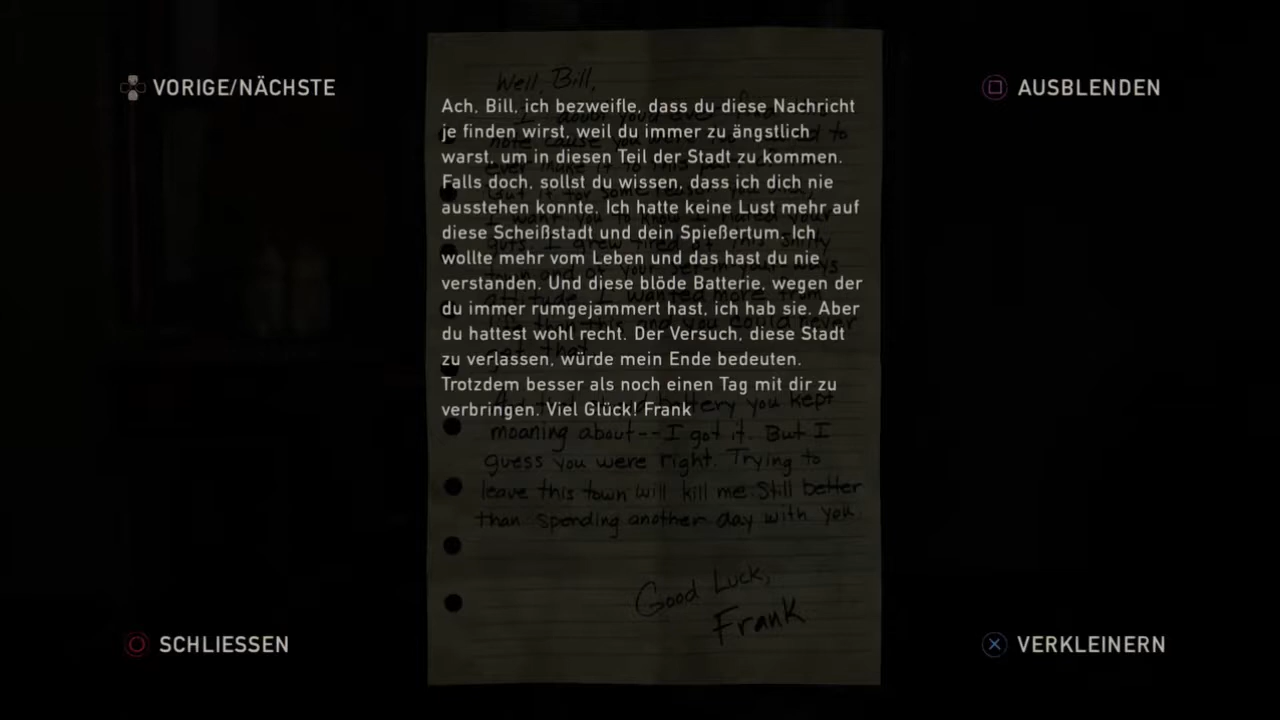 VORIGE/NÄCHSTE
AUSBLENDEN
Well, Bill,
Ach, Bill, ich bezweifle, dass du diese Nachricht
je finden wirst, weil du immer zu ängstlich
warst, um in diesen Teil der Stadt zu kommen.
Falls doch, sollst du wissen, dass ich dich nie
ausstehen konnte. Ich hatte keine Lust mehr auf
diese Scheißstadt und dein Spießertum. Ich
wollte mehr vom Leben und das hast du nie
verstanden. Und diese blöde Batterie, wegen der
du immer rumgejammert hast, ich hab sie. Aber
du hattest wohl recht. Der Versuch, diese Stadt
zu verlassen, würde mein Ende bedeuten.
Trotzdem besser als noch einen Tag mit dir zu
verbringen. Viel Glück! Frank
battery you kept
moaning about--I got it. But I
guess you were right. Trying to
leave this town will kill me. Still better
than spending another day with you.
Good Luck,
Frank
SCHLIESSEN
VERKLEINERN